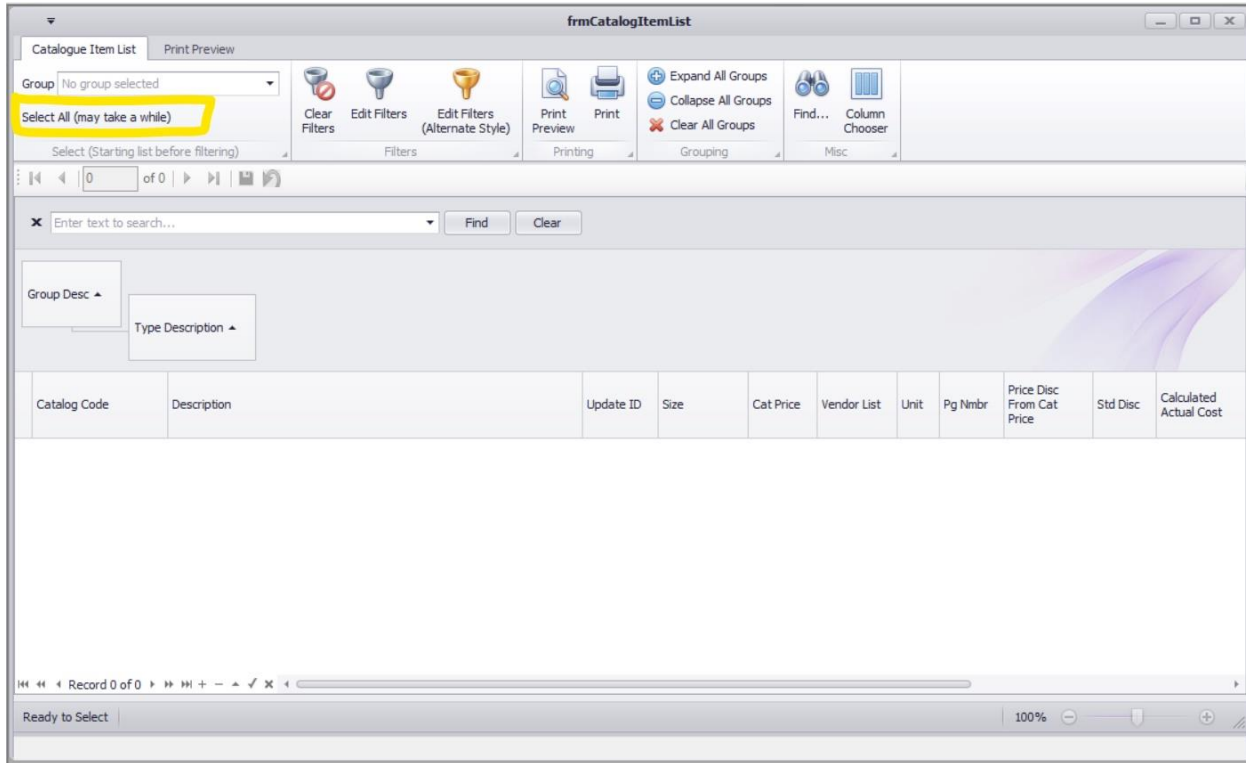 frmCatalogItemList
Catalogue Item List Print Preview
Group No group selected
Select All (may take a while)
Select (Starting list before filtering)
Clear Filters
Edit Filters
Edit Filters (Alternate Style)
Filters
Print Preview
Print
Printing
Expand All Groups
Collapse All Groups
Clear All Groups
Grouping
Find...
Column Chooser
Misc
0 of 0
Enter text to search... Find Clear
Group Desc
Type Description
Catalog Code Description Update ID Size Cat Price Vendor List Unit Pg Nmbr Price Disc From Cat Price Std Disc Calculated Actual Cost
Record 0 of 0
Ready to Select 100%